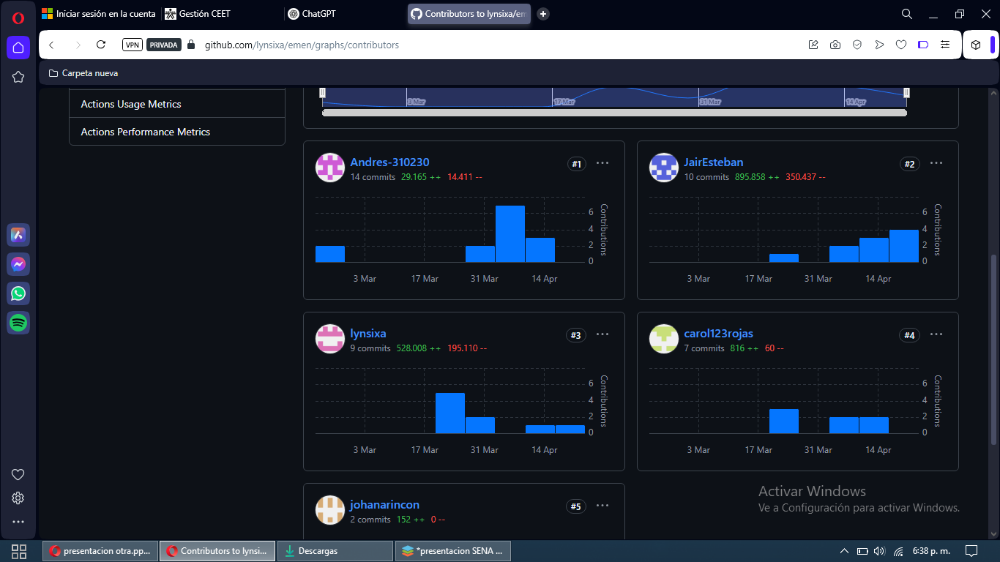 Iniciar sesión en la cuenta
Gestión CEET
ChatGPT
Contributors to lynsixa/em
VPN
PRIVADA
github.com/lynsixa/emen/graphs/contributors
Carpeta nueva
Actions Usage Metrics
Actions Performance Metrics
3 Mar
17 Mar
31 Mar
14 Apr
Andres-310230
#1
14 commits 29.165 ++ 14.411 --
6
4
2
0
Contributions
3 Mar
17 Mar
31 Mar
14 Apr
JairEsteban
#2
10 commits 895.858 ++ 350.437 --
6
4
2
0
Contributions
3 Mar
17 Mar
31 Mar
14 Apr
lynsixa
#3
9 commits 528.008 ++ 195.110 --
6
4
2
0
Contributions
3 Mar
17 Mar
31 Mar
14 Apr
carol123rojas
#4
7 commits 816 ++ 60 --
6
4
2
0
Contributions
3 Mar
17 Mar
31 Mar
14 Apr
johanarincon
#5
2 commits 152 ++ 0 --
Activar Windows
Ve a Configuración para activar Windows.
presentacion otra.pp...
Contributors to lynsi...
Descargas
*presentacion SENA ...
6:38 p. m.